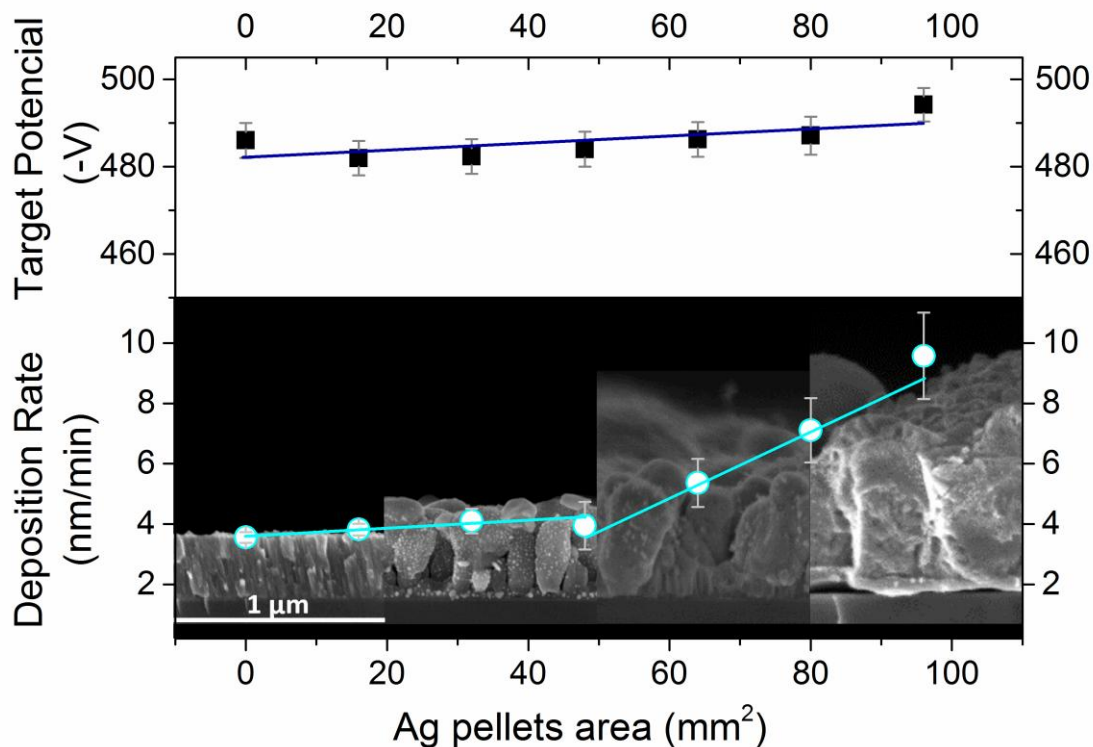 0 20 40 60 80 100
Target Potencial
(-V)
500 500
480 480
460 460
Deposition Rate
(nm/min)
10 10
8 8
6 6
4 4
2 2
1 µm
0 20 40 60 80 100
Ag pellets area (mm²)